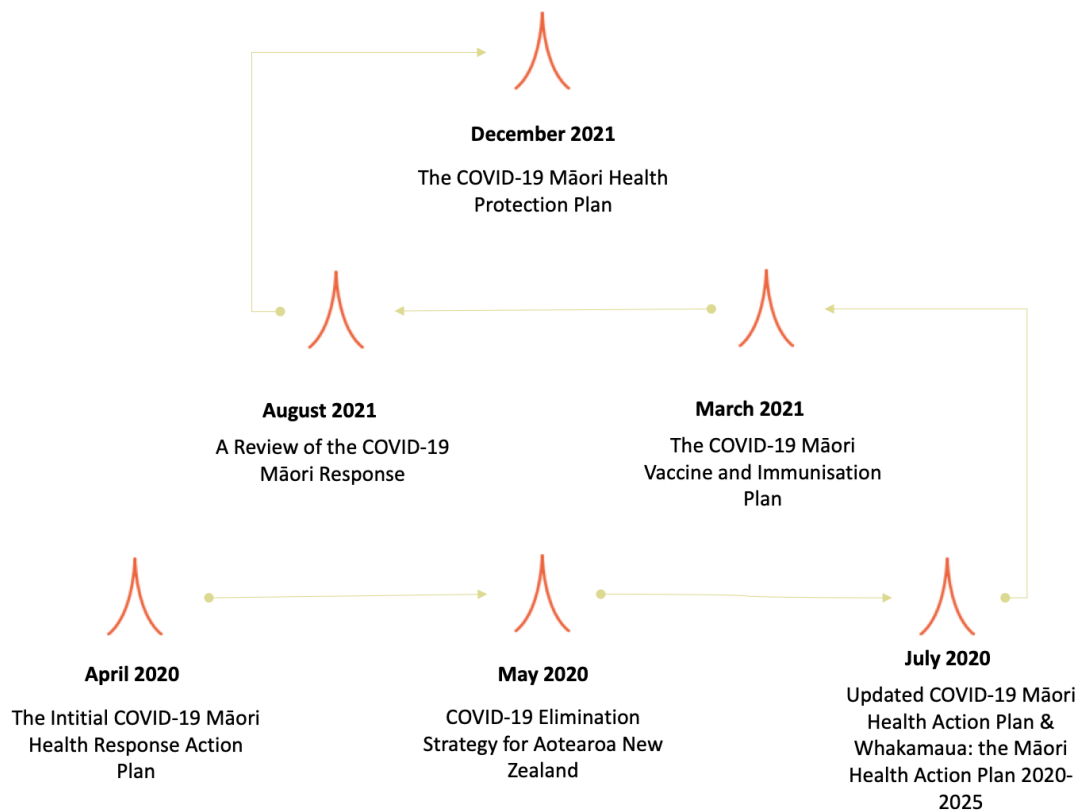 December 2021
The COVID-19 Māori Health
Protection Plan
August 2021
A Review of the COVID-19
Māori Response
March 2021
The COVID-19 Māori
Vaccine and Immunisation
Plan
April 2020
The Intitial COVID-19 Māori
Health Response Action
Plan
May 2020
COVID-19 Elimination
Strategy for Aotearoa New
Zealand
July 2020
Updated COVID-19 Māori
Health Action Plan &
Whakamaua: the Māori
Health Action Plan 2020-
2025